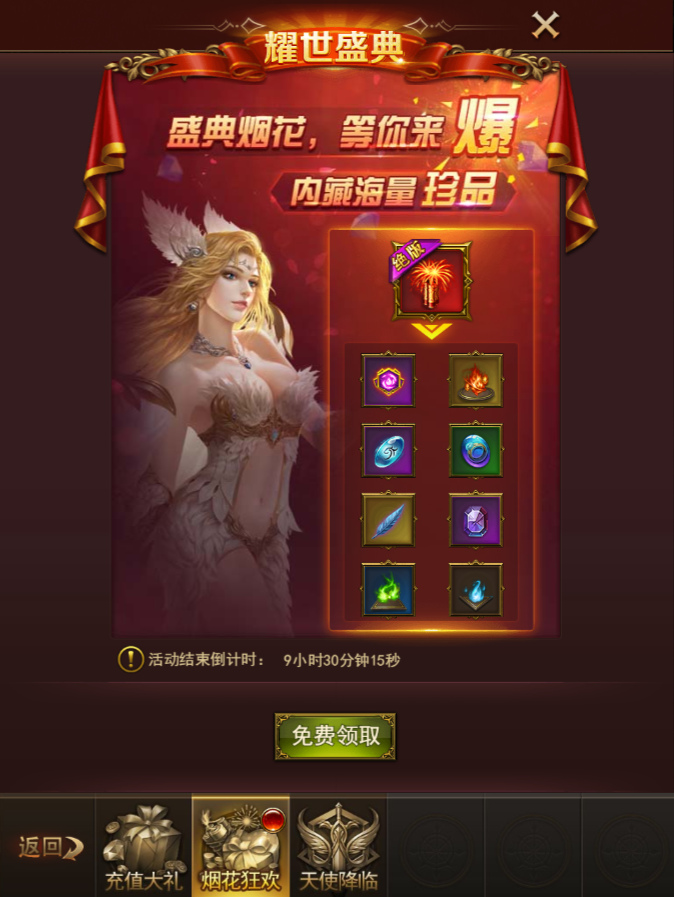 耀世盛典
盛典烟花，等你来爆
内藏海量珍品
绝版
活动结束倒计时： 9小时30分钟15秒
免费领取
返回
充值大礼
烟花狂欢
天使降临